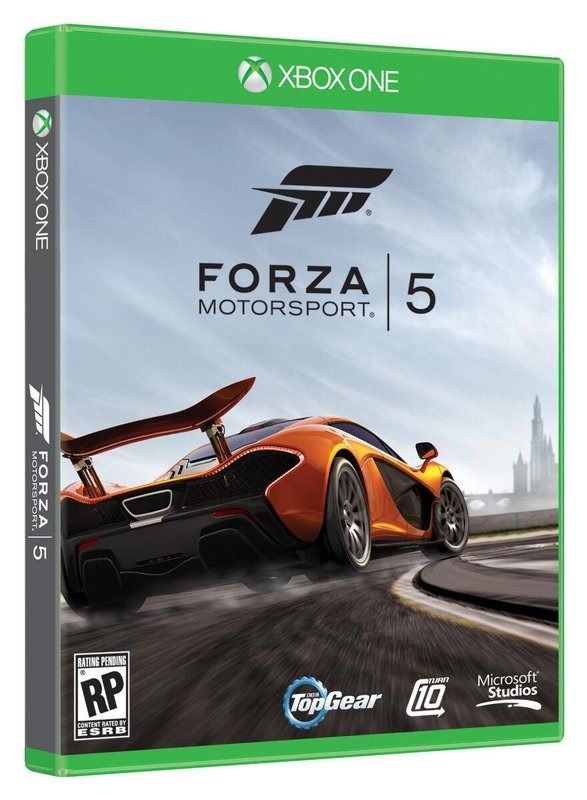 XBOX ONE
FORZA
MOTORSPORT® | 5
XBOX ONE
FORZA
MOTORSPORT® | 5
RATING PENDING
RP
CONTENT RATED BY
ESRB
BBC
TopGear
TURN
10
Microsoft®
Studios